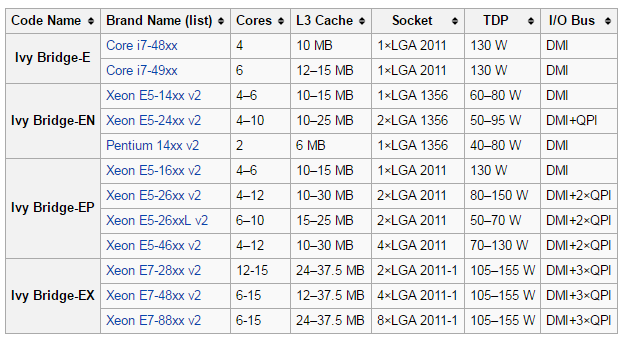 Code Name Brand Name (list) Cores L3 Cache Socket TDP I/O Bus
Ivy Bridge-E Core i7-48xx 4 10 MB 1×LGA 2011 130 W DMI
Core i7-49xx 6 12–15 MB 1×LGA 2011 130 W DMI
Ivy Bridge-EN Xeon E5-14xx v2 4–6 10–15 MB 1×LGA 1356 60–80 W DMI
Xeon E5-24xx v2 4–10 10–25 MB 2×LGA 1356 50–95 W DMI+QPI
Pentium 14xx v2 2 6 MB 1×LGA 1356 40–80 W DMI
Ivy Bridge-EP Xeon E5-16xx v2 4–6 10–15 MB 1×LGA 2011 130 W DMI
Xeon E5-26xx v2 4–12 10–30 MB 2×LGA 2011 80–150 W DMI+2×QPI
Xeon E5-26xxL v2 6–10 15–25 MB 2×LGA 2011 50–70 W DMI+2×QPI
Xeon E5-46xx v2 4–12 10–30 MB 4×LGA 2011 70–130 W DMI+2×QPI
Ivy Bridge-EX Xeon E7-28xx v2 12-15 24–37.5 MB 2×LGA 2011-1 105–155 W DMI+3×QPI
Xeon E7-48xx v2 6-15 12–37.5 MB 4×LGA 2011-1 105–155 W DMI+3×QPI
Xeon E7-88xx v2 6-15 24–37.5 MB 8×LGA 2011-1 105–155 W DMI+3×QPI